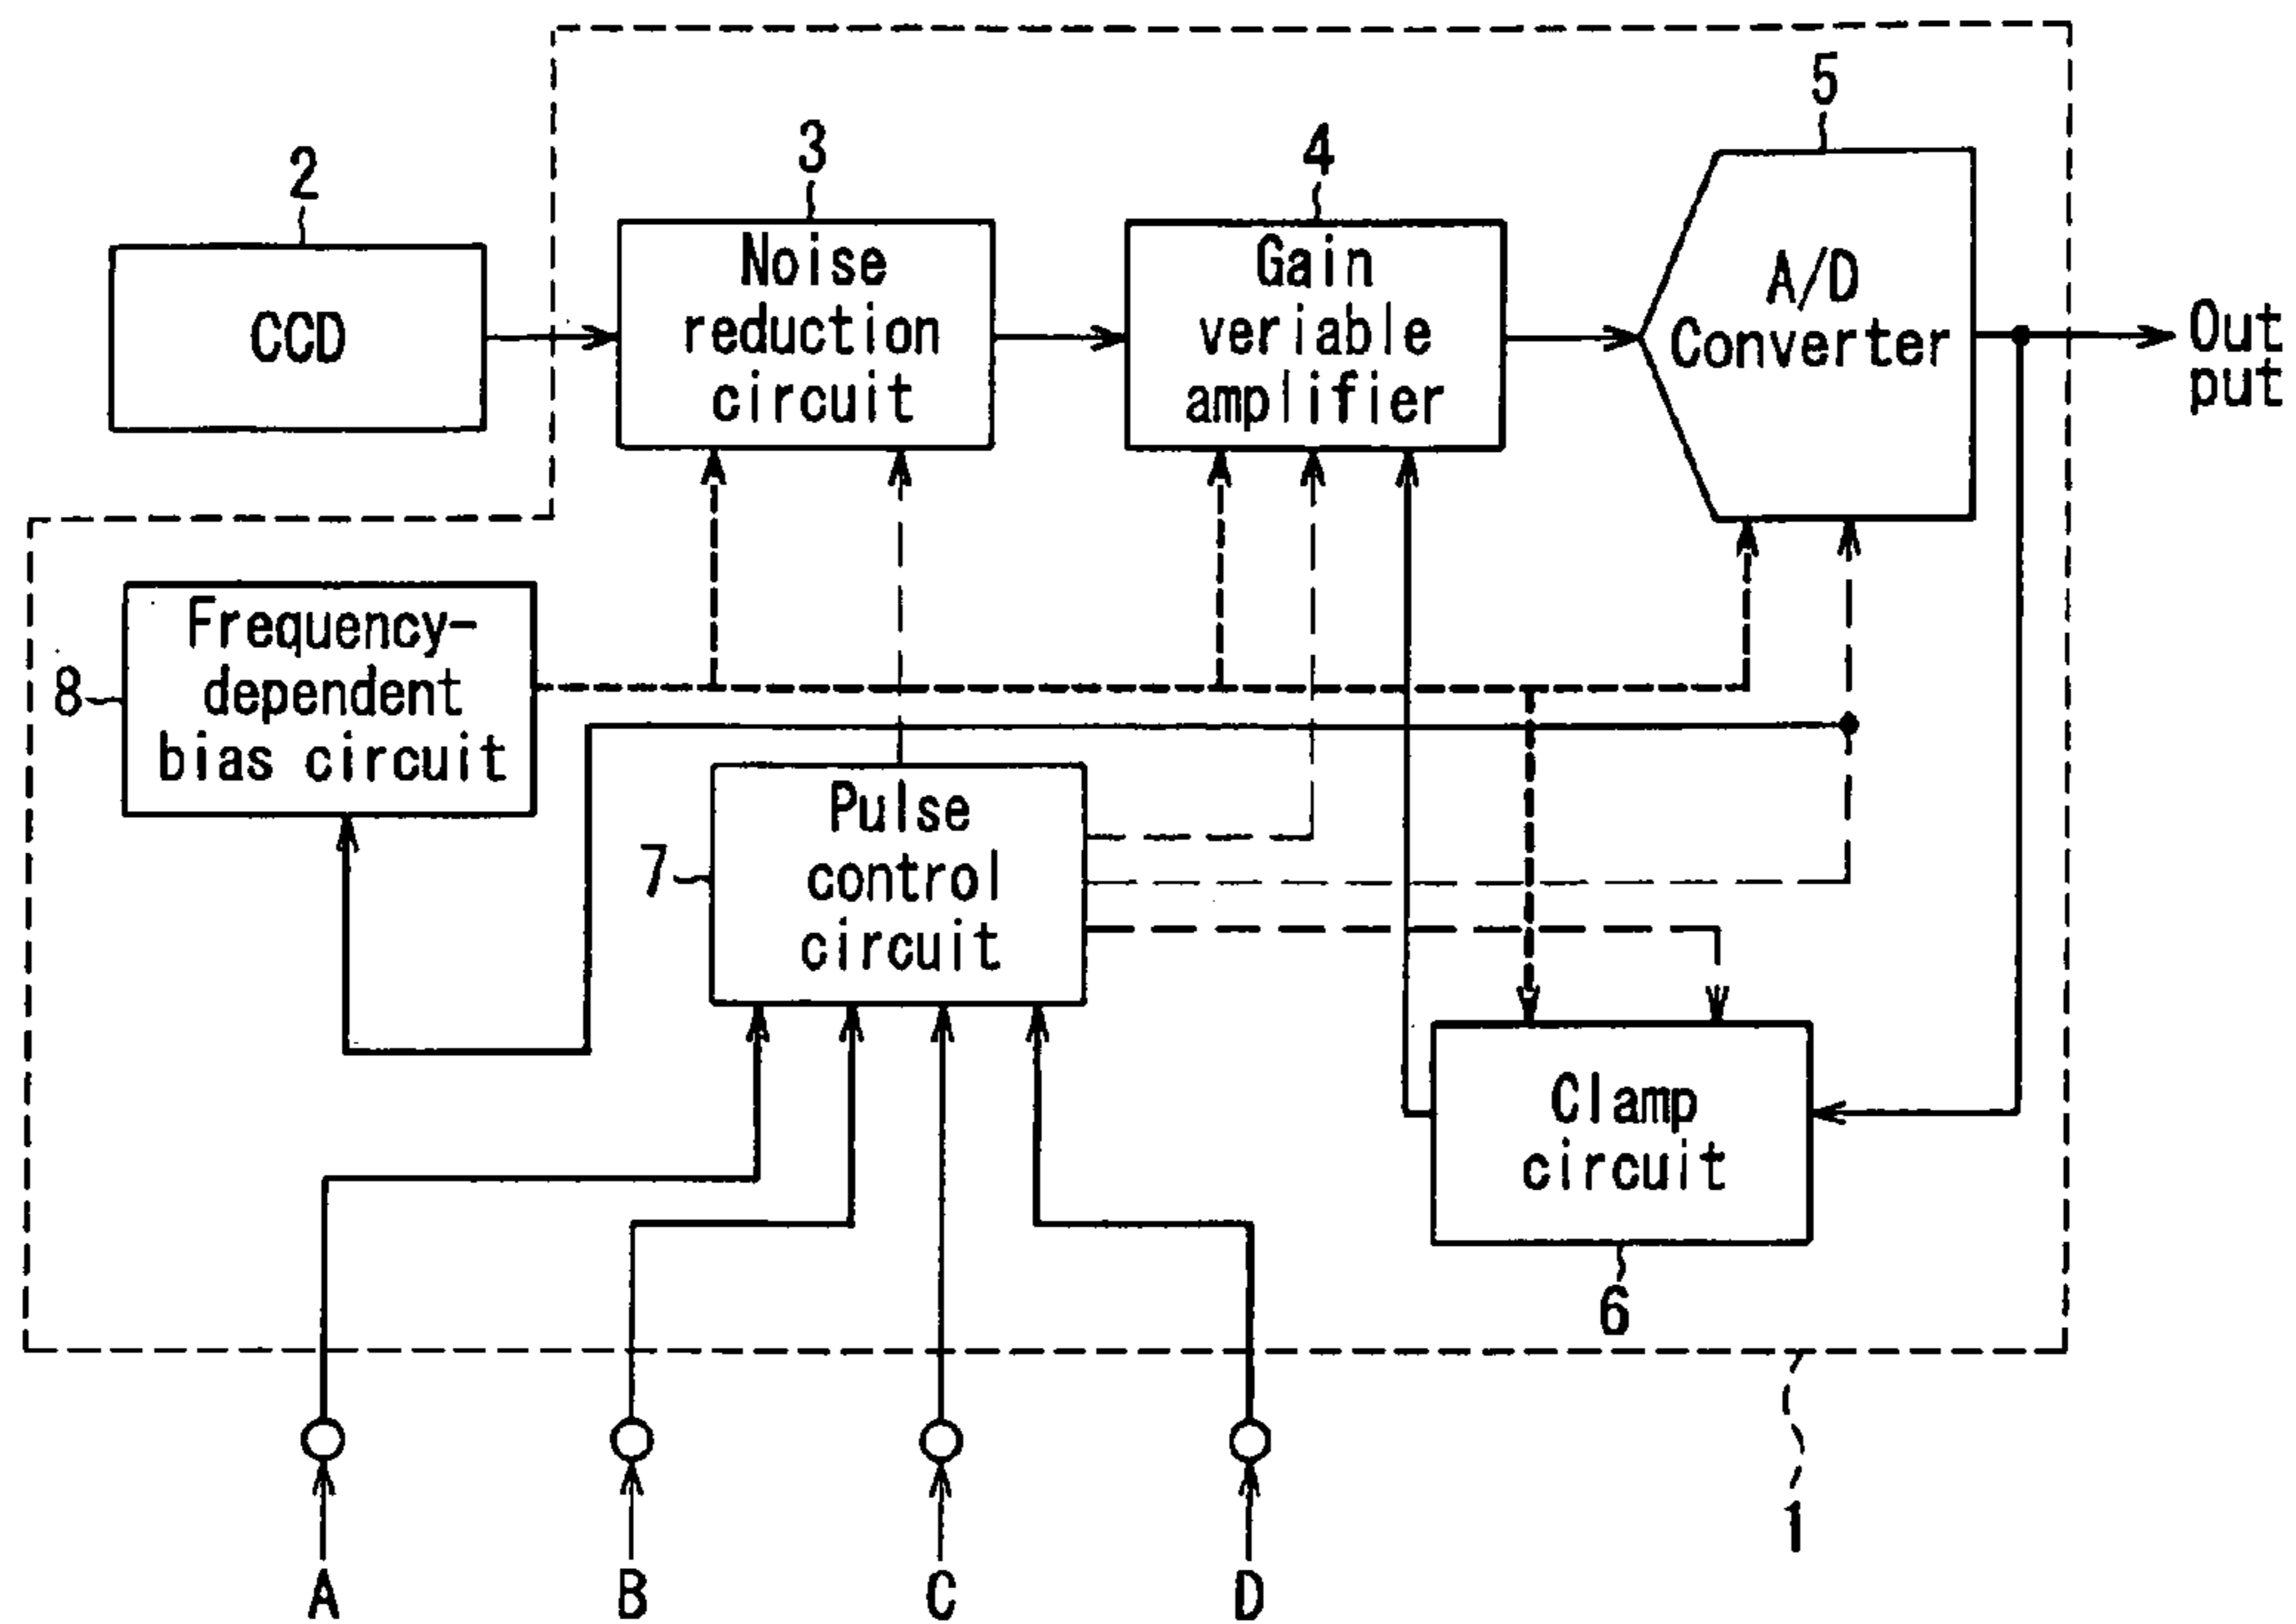 5
3
4
2
Noise
reduction
circuit
Gain
veriable
amplifier
A/D
Converter
CCD
Out
put
Frequency-
dependent
bias circuit
8
Pulse
control
circuit
7
Clamp
circuit
6
1
A
B
C
D